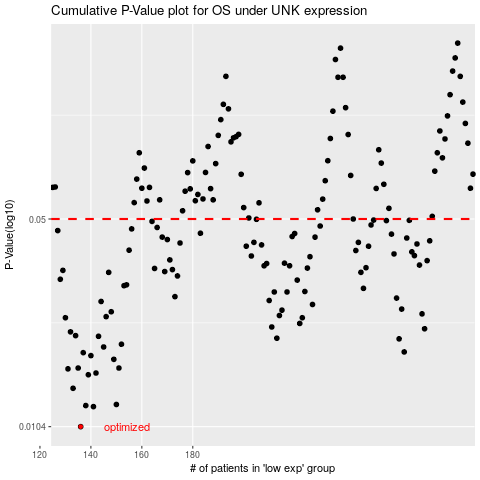 Cumulative P-Value plot for OS under UNK expression
P-Value(log10)
0.05
0.0104
optimized
120 140 160 180
# of patients in 'low exp' group